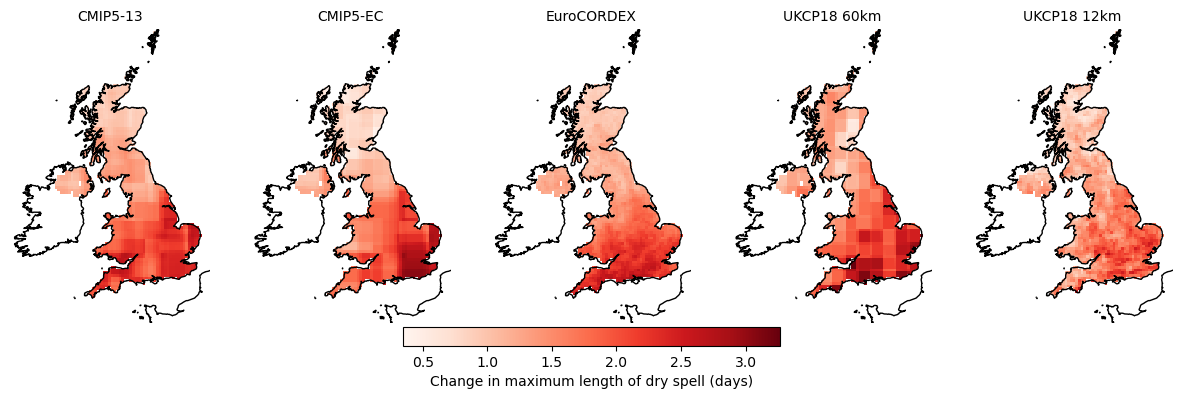 CMIP5-13
CMIP5-EC
EuroCORDEX
UKCP18 60km
UKCP18 12km
0.5 1.0 1.5 2.0 2.5 3.0
Change in maximum length of dry spell (days)